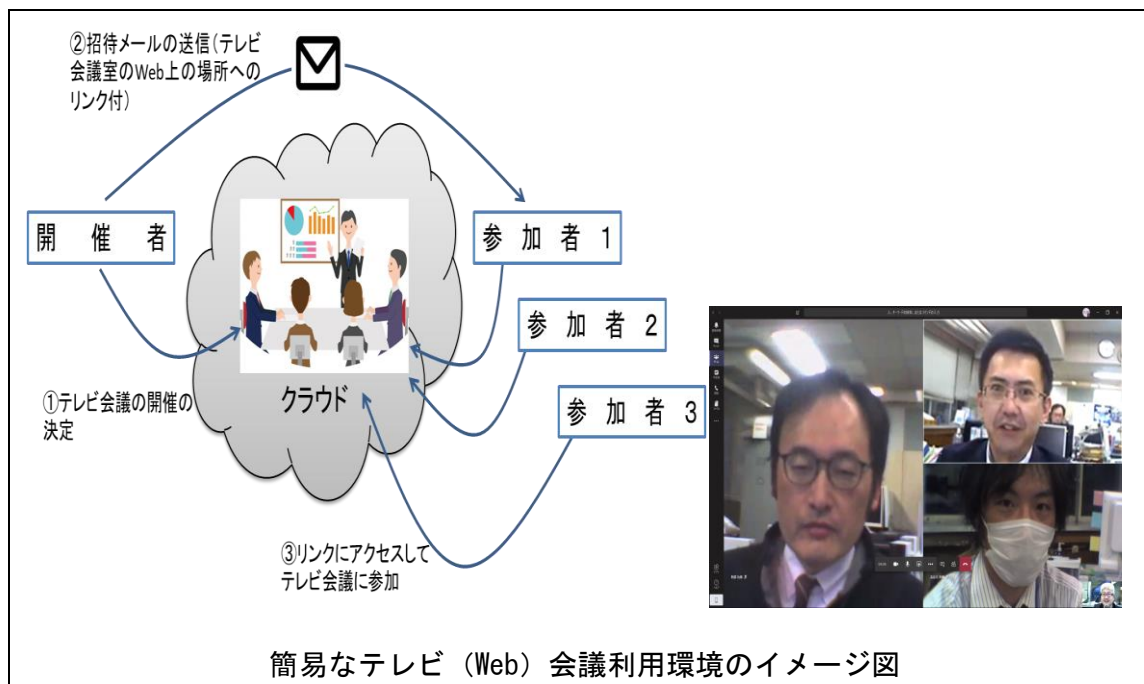 ②招待メールの送信(テレビ
会議室のWeb上の場所への
リンク付)
開催者
参加者1
参加者2
参加者3
クラウド
①テレビ会議の開催の
決定
③リンクにアクセスして
テレビ会議に参加
簡易なテレビ(Web)会議利用環境のイメージ図